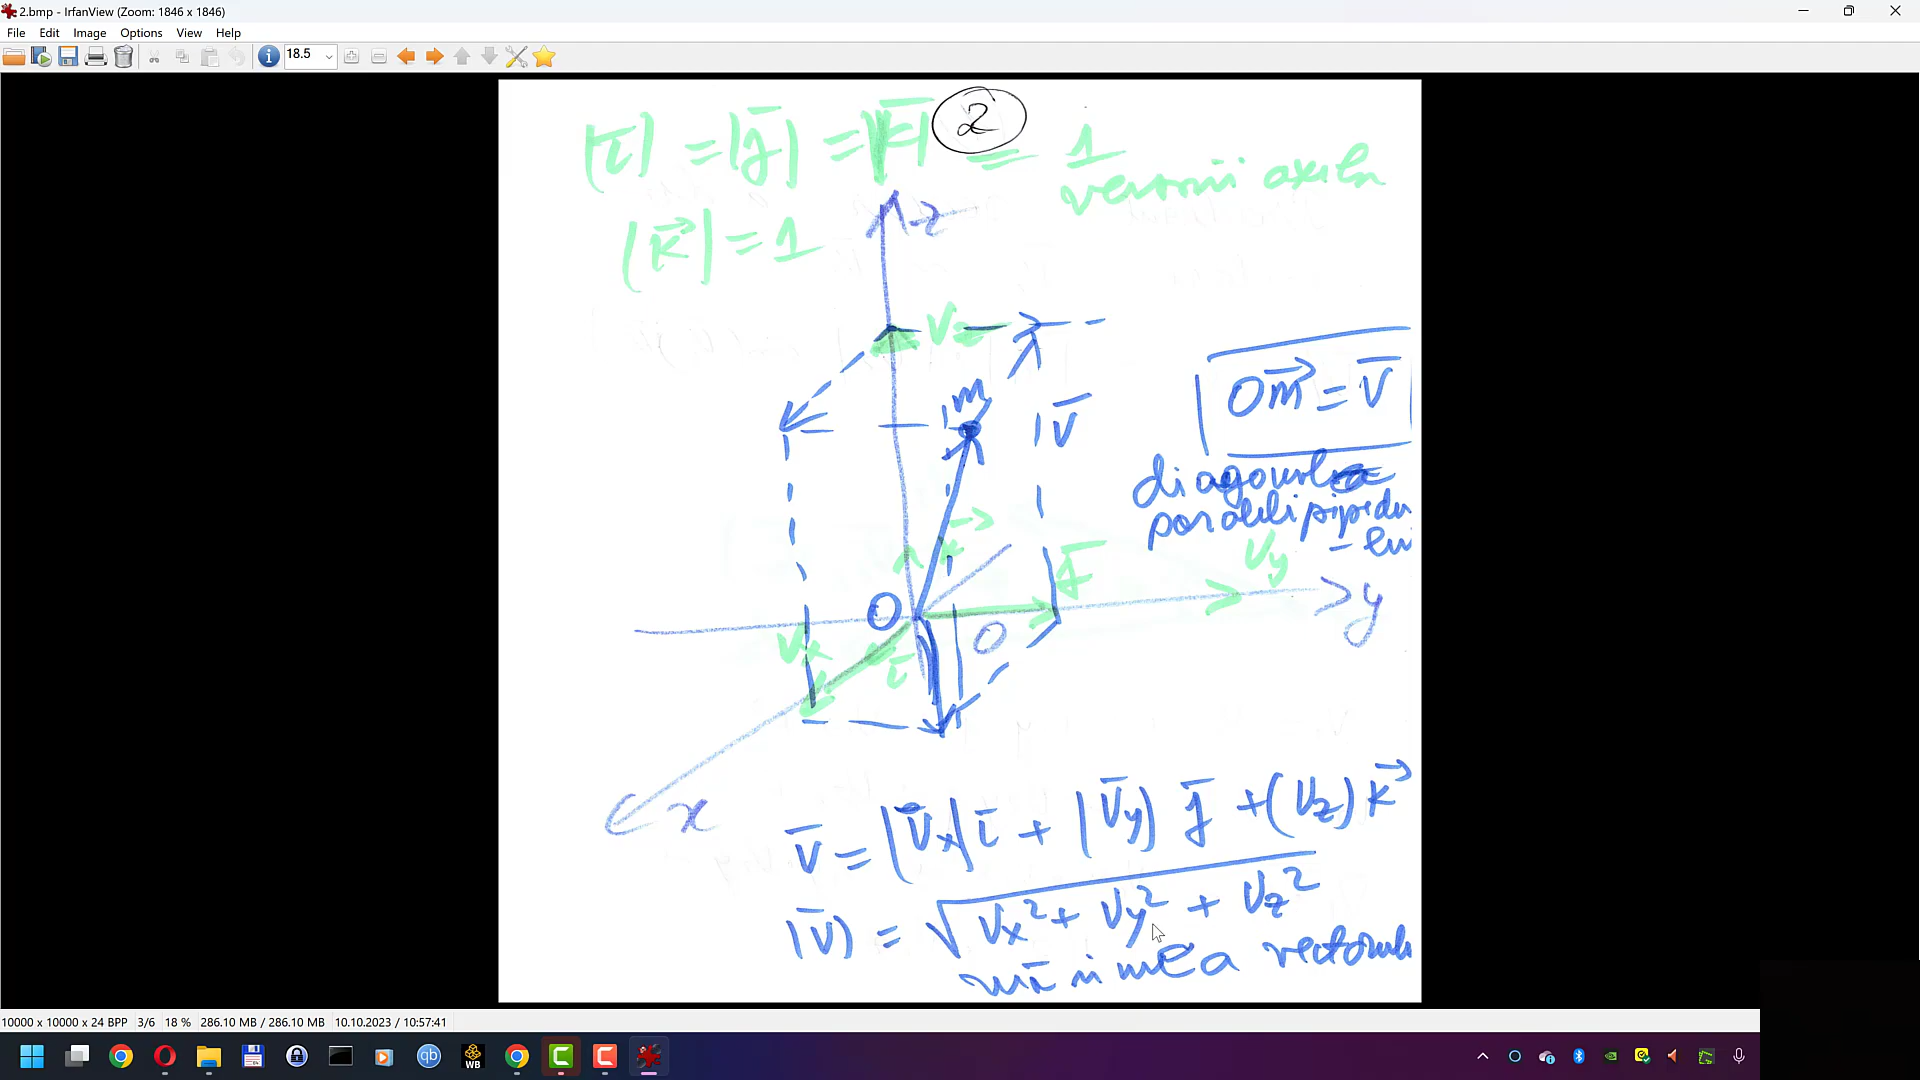 2.bmp - IrfanView (Zoom: 1846 x 1846)
File Edit Image Options View Help
18.5
2
|ī| = |j̄| = |k̄| = 1
versorii axelor
|k⃗| = 1
z
Vz
m
V̄
Om⃗ = V̄
diagonala
paralelipipedu
- lui
k⃗
j̄
Vy
O
y
O
Vx
ī
x
V̄ = |V̄x| ī + |V̄y| j̄ + (Vz) k⃗
|V̄| = √Vx² + Vy² + Vz²
a vectorului
10000 x 10000 x 24 BPP 3/6 18 % 286.10 MB / 286.10 MB 10.10.2023 / 10:57:41
qb
WB